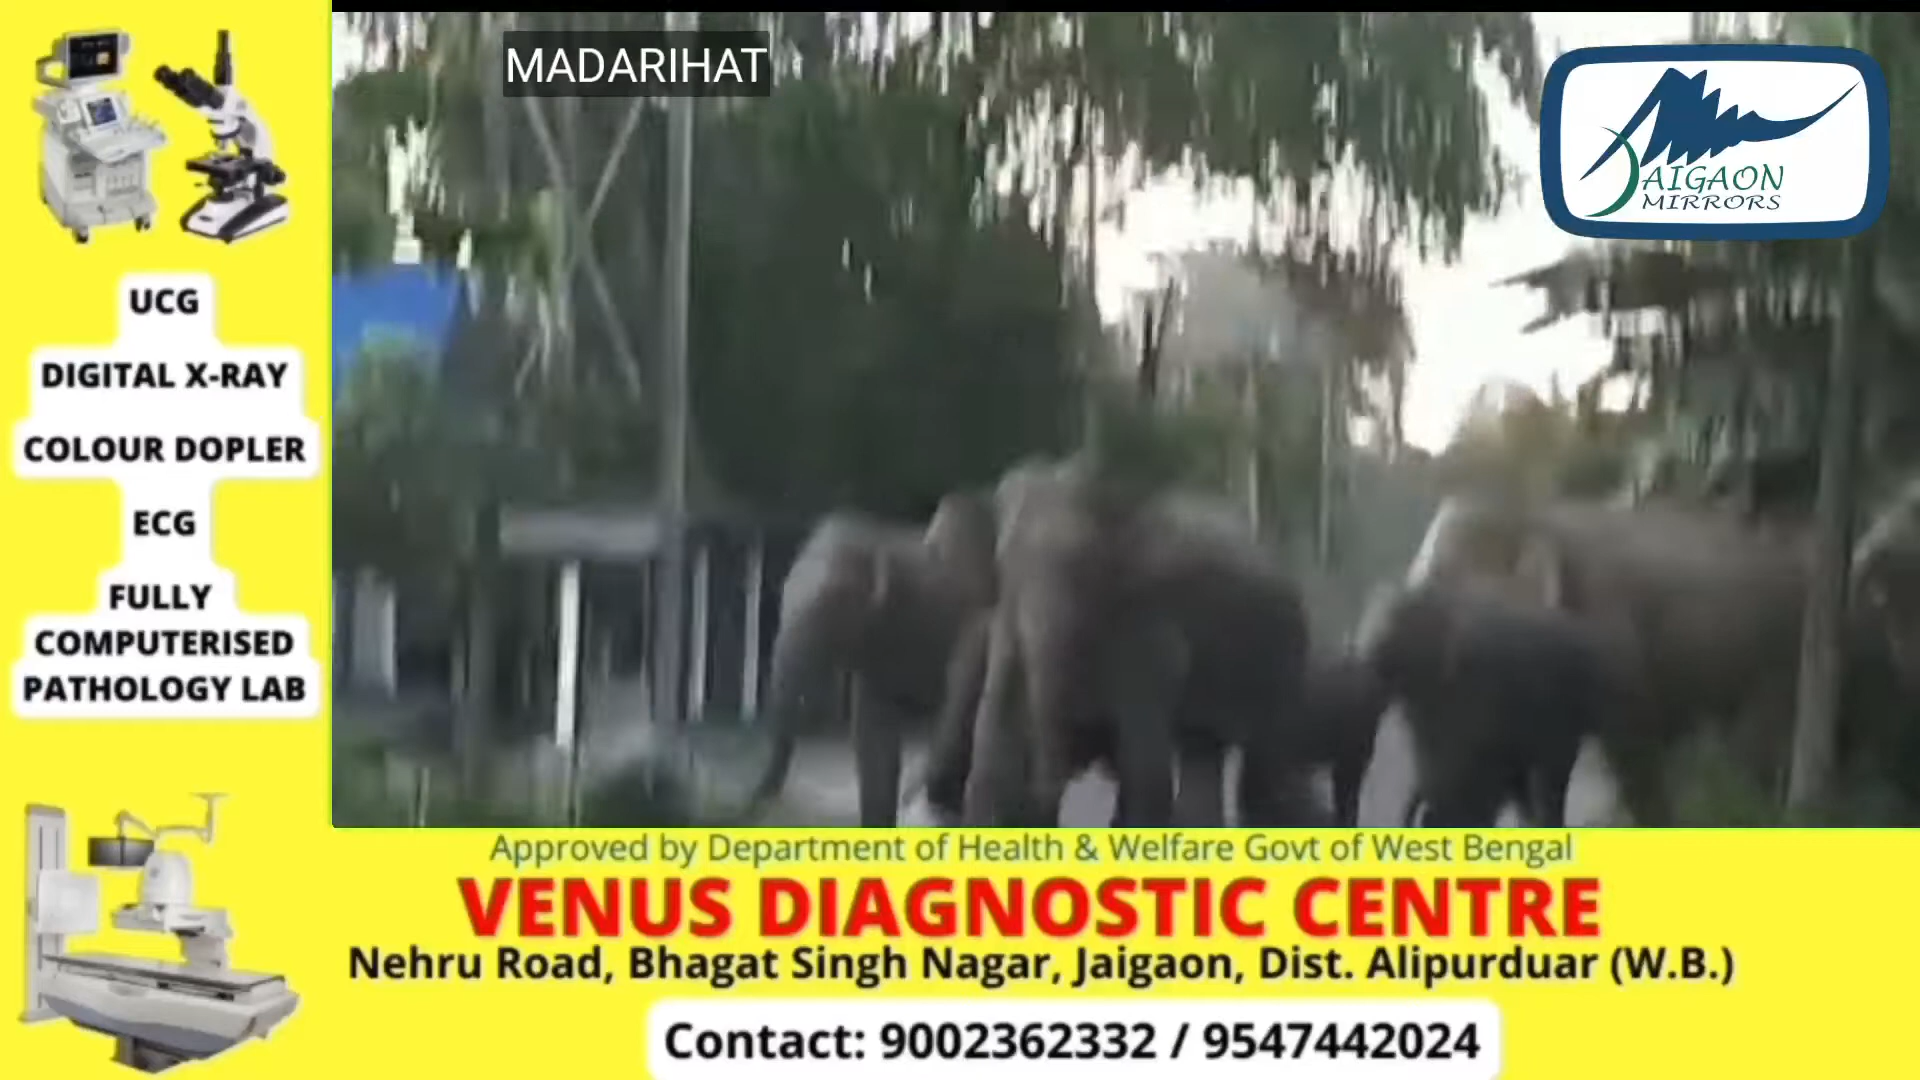 MADARIHAT
JAIGAON
MIRRORS
UCG
DIGITAL X-RAY
COLOUR DOPLER
ECG
FULLY
COMPUTERISED
PATHOLOGY LAB
Approved by Department of Health & Welfare Govt of West Bengal
VENUS DIAGNOSTIC CENTRE
Nehru Road, Bhagat Singh Nagar, Jaigaon, Dist. Alipurduar (W.B.)
Contact: 9002362332 / 9547442024